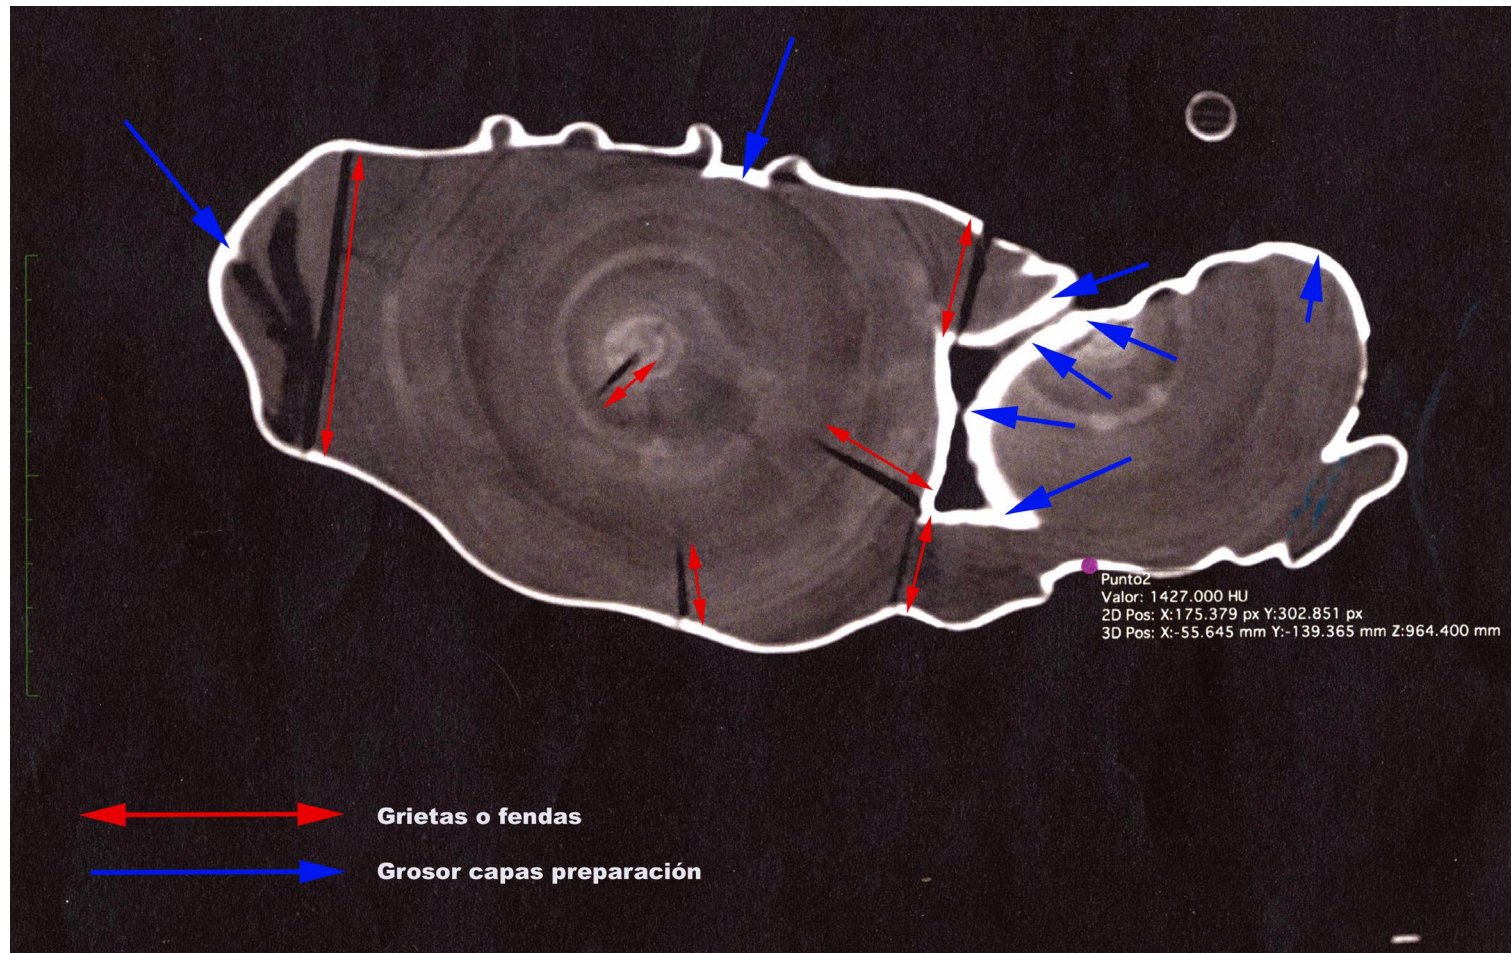 Punto2
Valor: 1427.000 HU
2D Pos: X:175.379 px Y:302.851 px
3D Pos: X:-55.645 mm Y:-139.365 mm Z:964.400 mm
Grietas o fendas
Grosor capas preparación